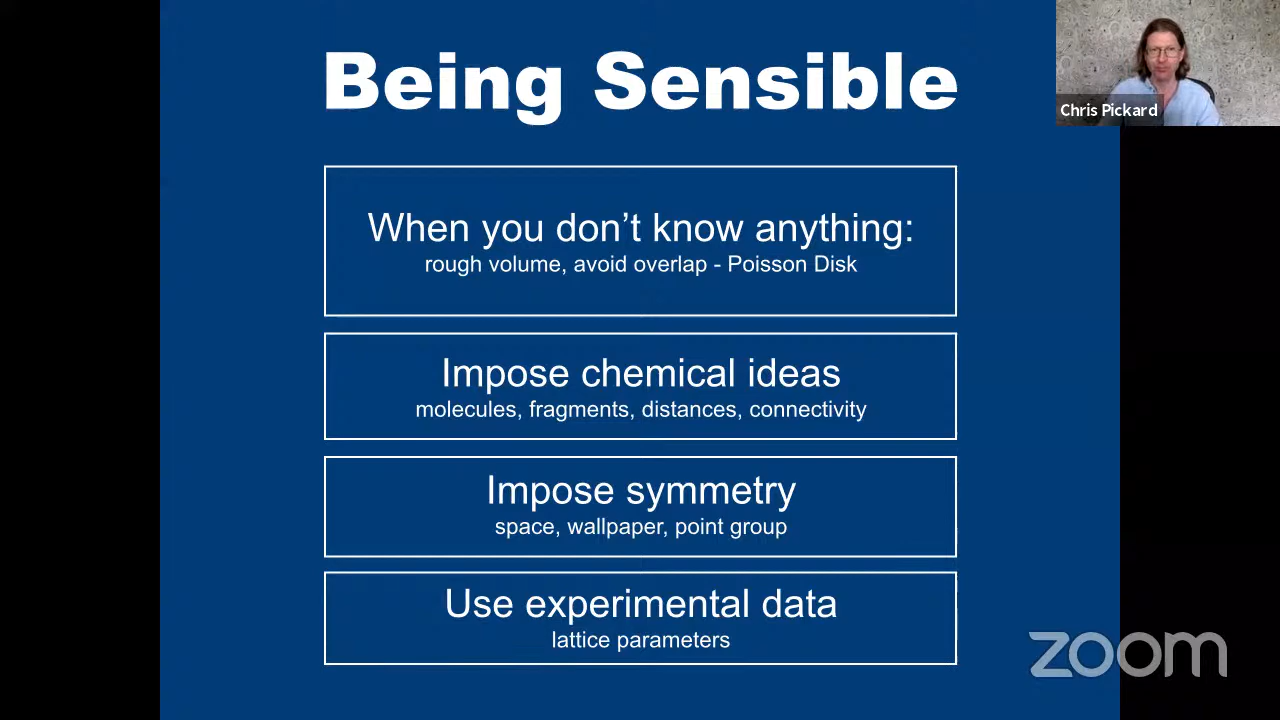 Being Sensible
Chris Pickard
When you don’t know anything:
rough volume, avoid overlap - Poisson Disk
Impose chemical ideas
molecules, fragments, distances, connectivity
Impose symmetry
space, wallpaper, point group
Use experimental data
lattice parameters
zoom